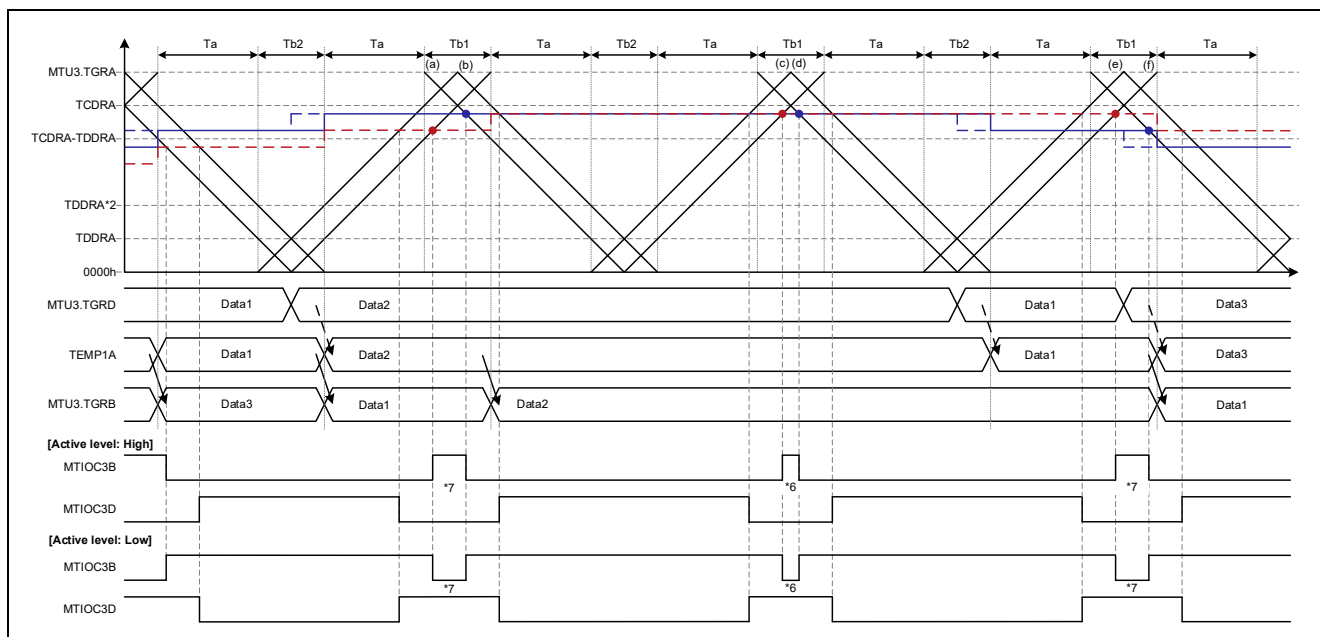 Ta Tb2 Ta Tb1 Ta Tb2 Ta Tb1 Ta Tb2 Ta Tb1 Ta
(a) (b) (c) (d) (e) (f)
MTU3.TGRA
TCDRA
TCDRA-TDDRA
TDDRA*2
TDDRA
0000h
MTU3.TGRD Data1 Data2 Data1 Data3
TEMP1A Data1 Data2 Data1 Data3
MTU3.TGRB Data3 Data1 Data2 Data1
[Active level: High]
MTIOC3B
*7 *6 *7
MTIOC3D
[Active level: Low]
MTIOC3B
*7 *6 *7
MTIOC3D